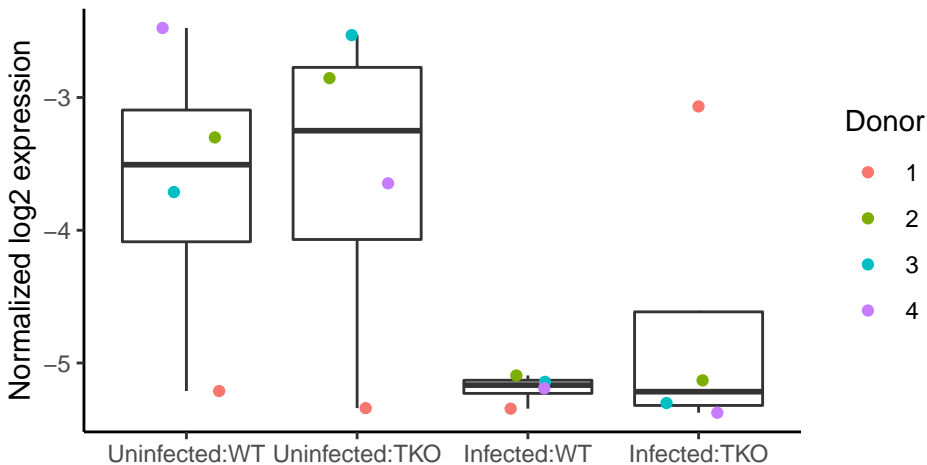 Normalized log2 expression
−3
−4
−5
Uninfected:WT
Uninfected:TKO
Infected:WT
Infected:TKO
Donor
1
2
3
4